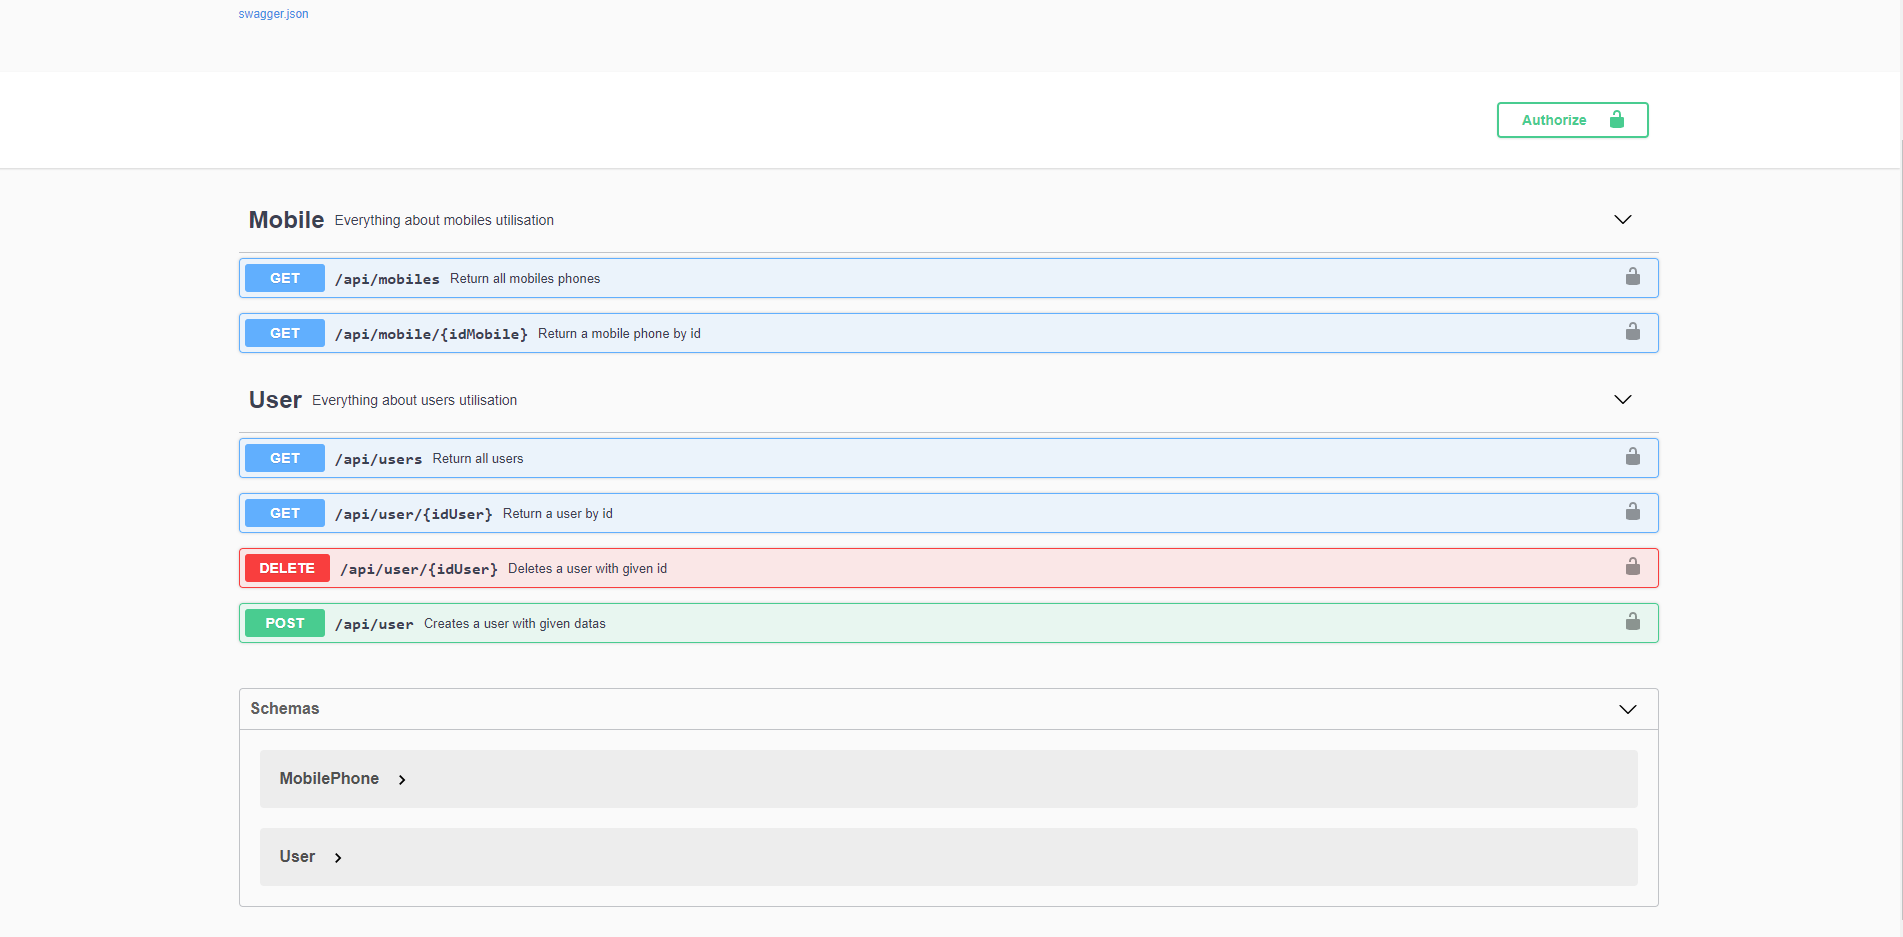 swagger.json
Authorize
Mobile Everything about mobiles utilisation
GET /api/mobiles Return all mobiles phones
GET /api/mobile/{idMobile} Return a mobile phone by id
User Everything about users utilisation
GET /api/users Return all users
GET /api/user/{idUser} Return a user by id
DELETE /api/user/{idUser} Deletes a user with given id
POST /api/user Creates a user with given datas
Schemas
MobilePhone
User